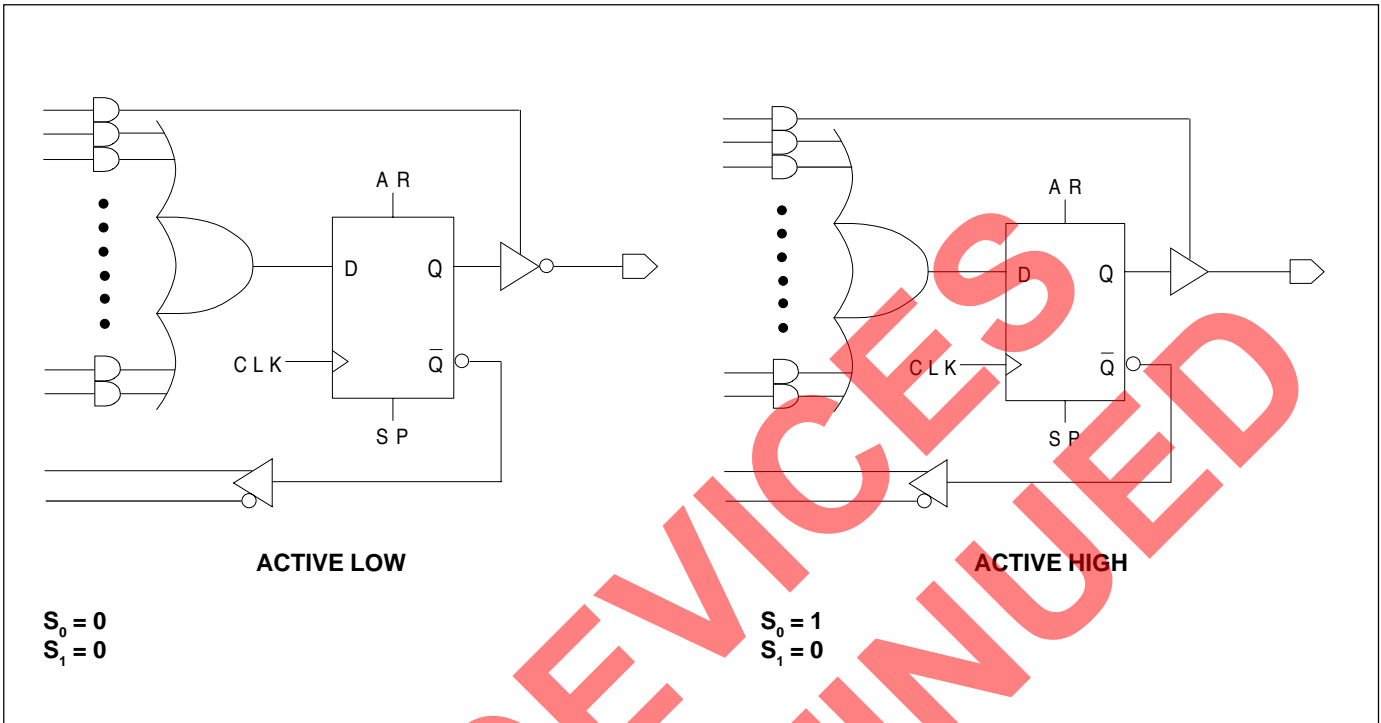 A R
D
Q
C L K
Q̅
S P
ACTIVE LOW
S₀ = 0
S₁ = 0
A R
D
Q
C L K
Q̅
S P
ACTIVE HIGH
S₀ = 1
S₁ = 0